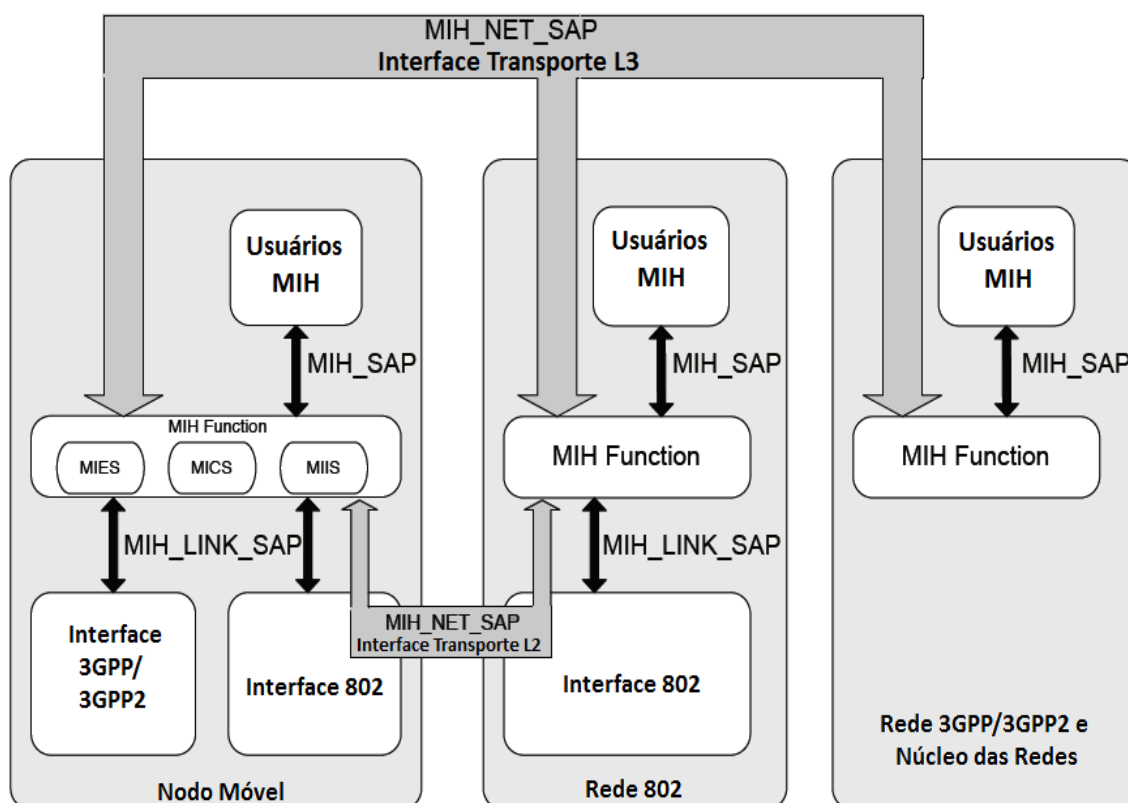 MIH_NET_SAP
Interface Transporte L3
Usuários
MIH
MIH_SAP
MIH Function
MIES
MICS
MIIS
MIH_LINK_SAP
Interface
3GPP/
3GPP2
Interface 802
Nodo Móvel
MIH_NET_SAP
Interface Transporte L2
Usuários
MIH
MIH_SAP
MIH Function
MIH_LINK_SAP
Interface 802
Rede 802
Usuários
MIH
MIH_SAP
MIH Function
Rede 3GPP/3GPP2 e
Núcleo das Redes